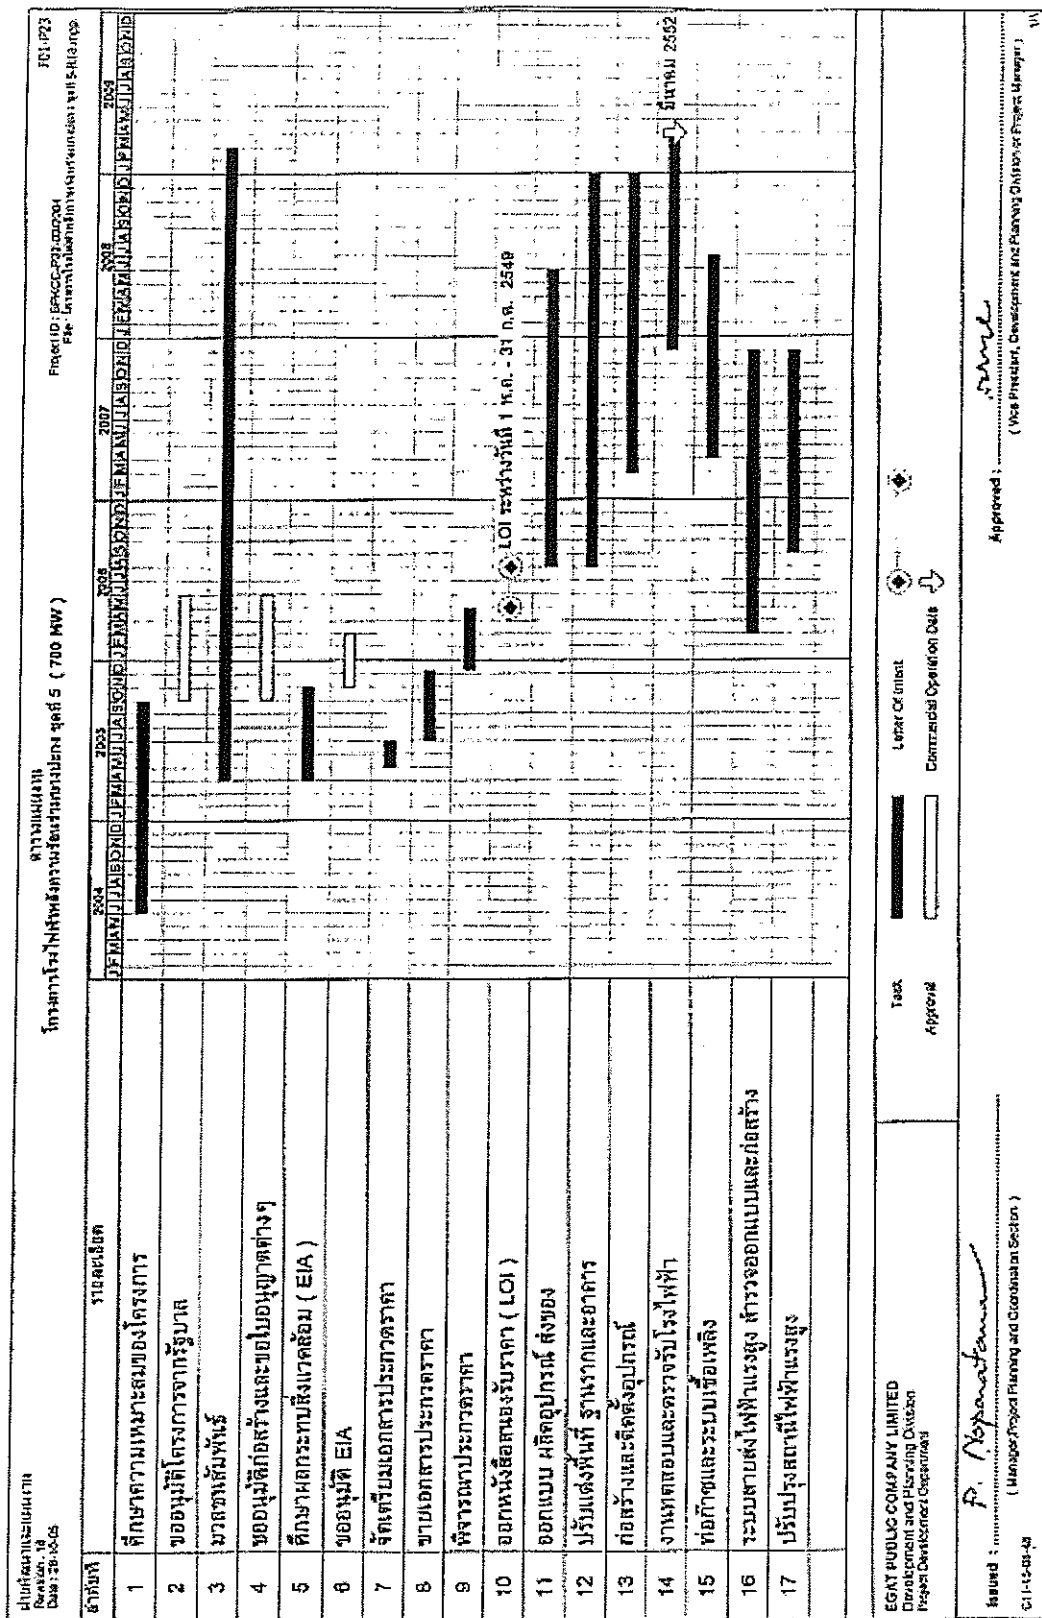 ฝ่ายพัฒนาและแผนงาน
Revision : 1d
Date : 28-10-05
ตารางแผนงาน
โครงการโรงไฟฟ้าพลังความร้อนร่วมบางปะกง ชุดที่ 5 ( 700 MW )
F01-P23
ลำดับที่
รายละเอียด
2004
2005
2006
2007
2008
2009
J F M A M J J A S O N D J F M A M J J A S O N D J F M A M J J A S O N D J F M A M J J A S O N D J F M A M J J A S O N D J F M A M J J A S O N D
1 ศึกษาความเหมาะสมของโครงการ
2 ขออนุมัติโครงการจากรัฐบาล
3 มวลชนสัมพันธ์
4 ขออนุมัติก่อสร้างและขอใบอนุญาตต่างๆ
5 ศึกษาผลกระทบสิ่งแวดล้อม ( EIA )
6 ขออนุมัติ EIA
7 จัดเตรียมเอกสารประกวดราคา
8 ขายเอกสารประกวดราคา
9 พิจารณาประกวดราคา
10 ออกหนังสือสนองรับราคา ( LOI )
LOI ระหว่างวันที่ 1 พ.ค. - 31 ก.ค. 2549
11 ออกแบบ ผลิตอุปกรณ์ ส่งของ
12 ปรับแต่งพื้นที่ ฐานรากและอาคาร
13 ก่อสร้างและติดตั้งอุปกรณ์
14 งานทดสอบและตรวจรับโรงไฟฟ้า
มีนาคม 2552
15 ท่อก๊าซและระบบเชื้อเพลิง
16 ระบบสายส่งไฟฟ้าแรงสูง สำรวจออกแบบและก่อสร้าง
17 ปรับปรุงสถานีไฟฟ้าแรงสูง
EGAT PUBLIC COMPANY LIMITED
Development and Planning Division
Project Development Department
Task
Approval
Letter Of Intent
Commercial Operation Date
Issued :
( Manager, Project Planning and Coordination Section )
Approved :
( Vice President, Development and Planning Division or Project Manager )
1/1